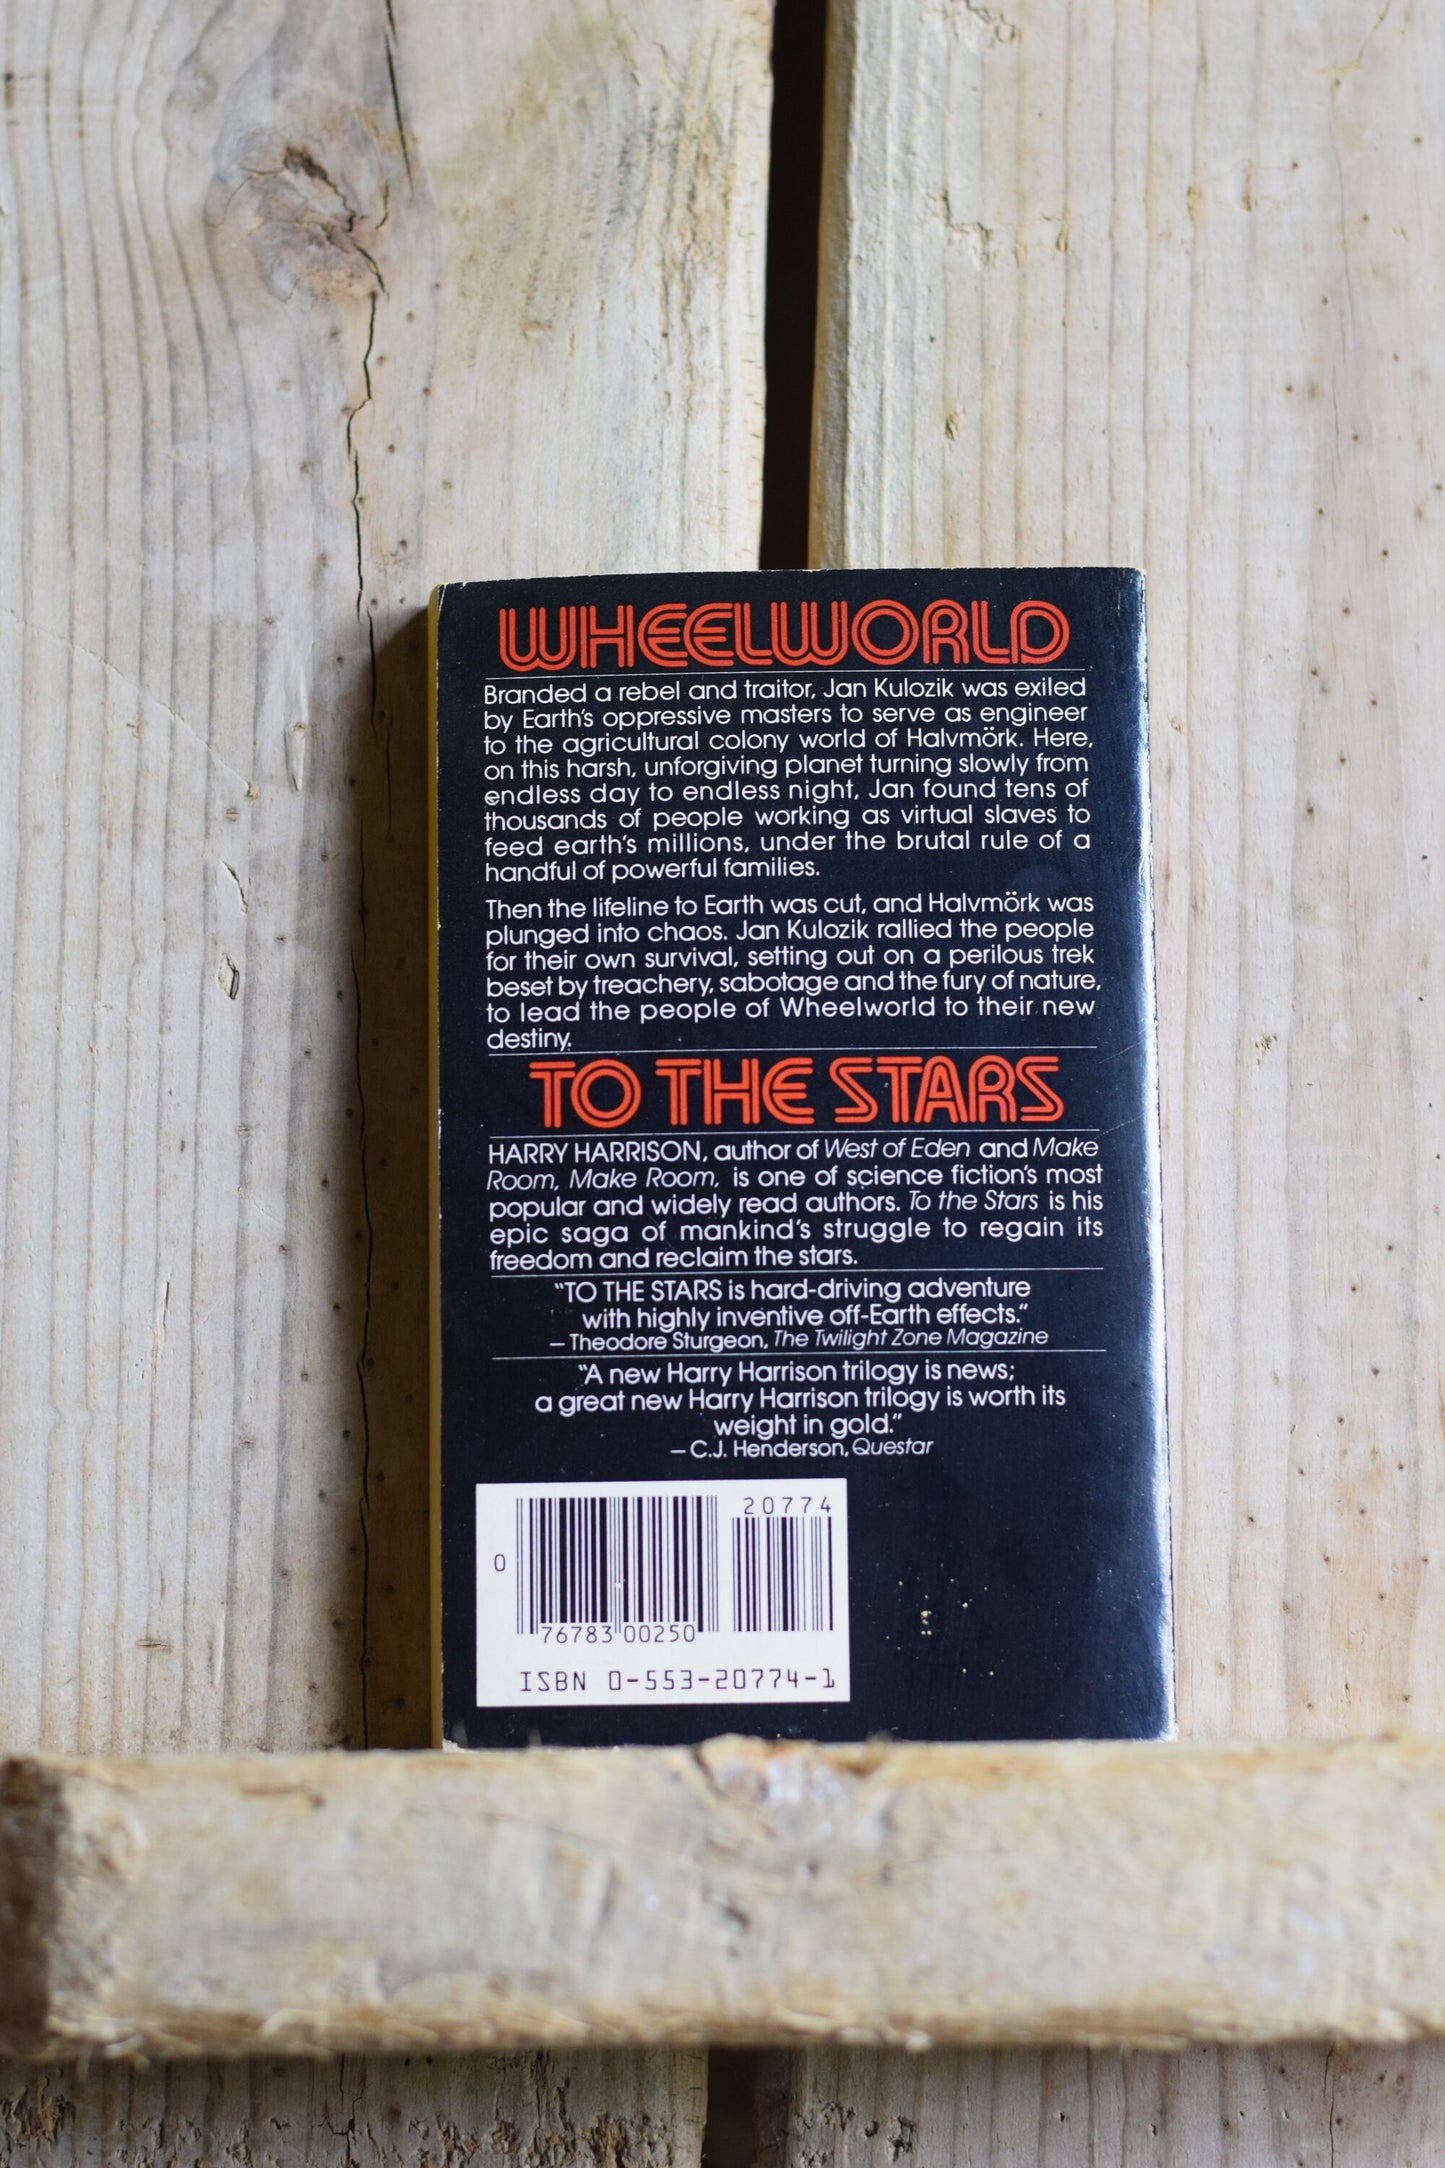 WHEELWORLD
Branded a rebel and traitor, Jan Kulozik was exiled
by Earth's oppressive masters to serve as engineer
to the agricultural colony world of Halvmörk. Here,
on this harsh, unforgiving planet turning slowly from
endless day to endless night, Jan found tens of
thousands of people working as virtual slaves to
feed earth's millions, under the brutal rule of a
handful of powerful families.
Then the lifeline to Earth was cut, and Halvmörk was
plunged into chaos. Jan Kulozik rallied the people
for their own survival, setting out on a perilous trek
beset by treachery, sabotage and the fury of nature,
to lead the people of Wheelworld to their new
destiny.
TO THE STARS
HARRY HARRISON, author of West of Eden and Make
Room, Make Room, is one of science fiction's most
popular and widely read authors. To the Stars is his
epic saga of mankind's struggle to regain its
freedom and reclaim the stars.
"TO THE STARS is hard-driving adventure
with highly inventive off-Earth effects."
—Theodore Sturgeon, The Twilight Zone Magazine
"A new Harry Harrison trilogy is news;
a great new Harry Harrison trilogy is worth its
weight in gold."
—C.J. Henderson, Questar
20774
0
76783 00250
ISBN 0-553-20774-1